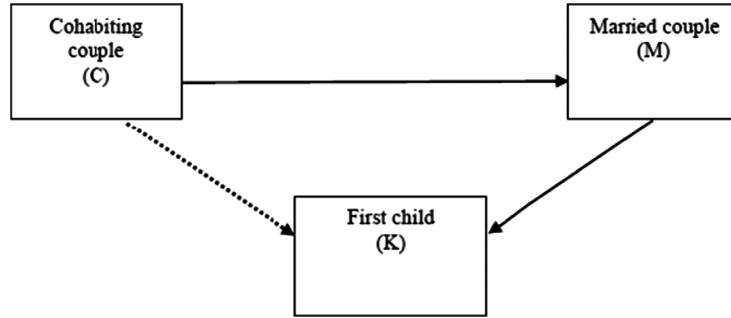 Cohabiting
couple
(C)
Married couple
(M)
First child
(K)